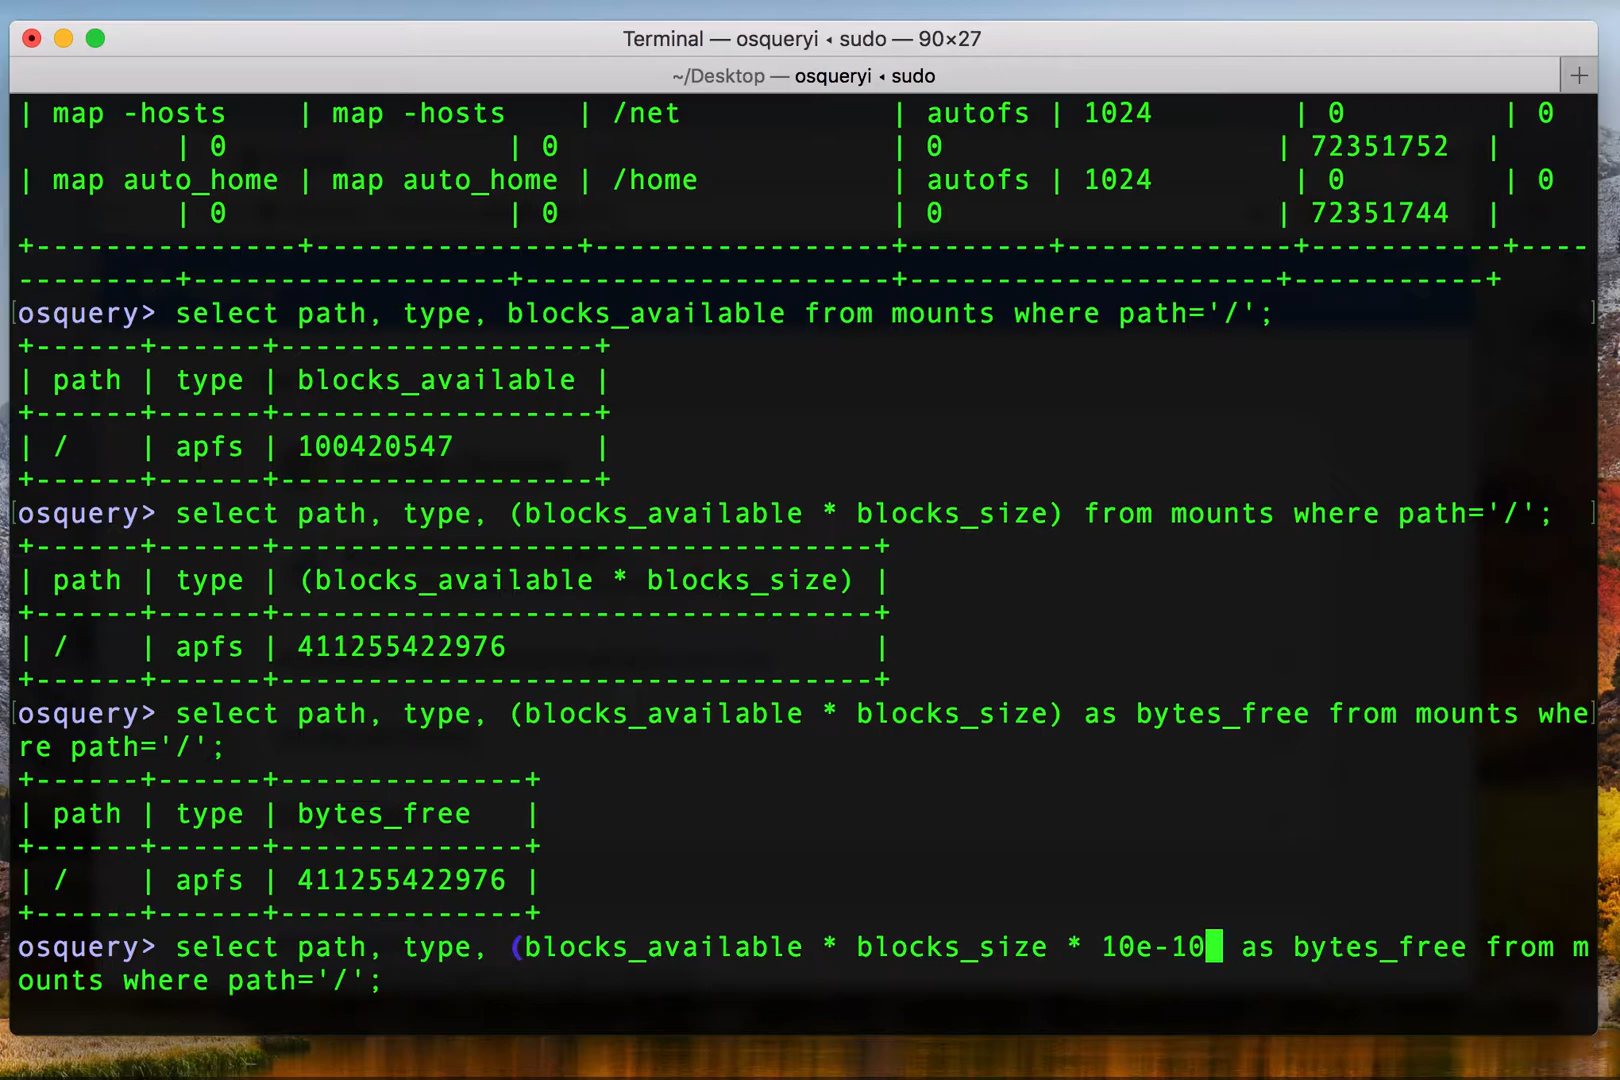 Terminal — osqueryi ◂ sudo — 90×27
~/Desktop — osqueryi ◂ sudo
| map -hosts    | map -hosts    | /net            | autofs | 1024        | 0         | 0
         | 0                | 0                   | 0                   | 72351752  |
| map auto_home | map auto_home | /home           | autofs | 1024        | 0         | 0
         | 0                | 0                   | 0                   | 72351744  |
+---------------+---------------+-----------------+--------+-------------+-----------+----
---------+------------------+---------------------+---------------------+-----------+
osquery> select path, type, blocks_available from mounts where path='/';
+------+------+------------------+
| path | type | blocks_available |
+------+------+------------------+
| /    | apfs | 100420547        |
+------+------+------------------+
osquery> select path, type, (blocks_available * blocks_size) from mounts where path='/';
+------+------+----------------------------------+
| path | type | (blocks_available * blocks_size) |
+------+------+----------------------------------+
| /    | apfs | 411255422976                     |
+------+------+----------------------------------+
osquery> select path, type, (blocks_available * blocks_size) as bytes_free from mounts whe
re path='/';
+------+------+--------------+
| path | type | bytes_free   |
+------+------+--------------+
| /    | apfs | 411255422976 |
+------+------+--------------+
osquery> select path, type, (blocks_available * blocks_size * 10e-10  as bytes_free from m
ounts where path='/';